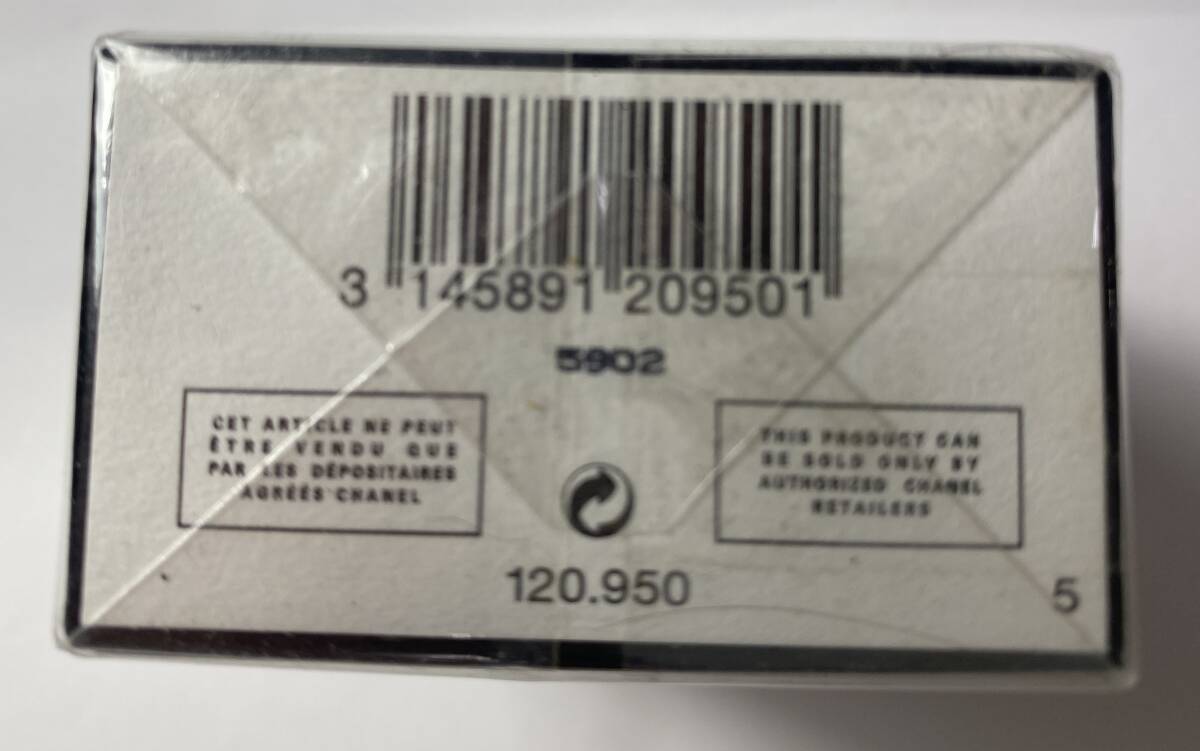 3 145891 209501
5902
CET ARTICLE NE PEUT
ÊTRE VENDU QUE
PAR LES DÉPOSITAIRES
AGRÉÉS CHANEL
THIS PRODUCT CAN
BE SOLD ONLY BY
AUTHORIZED CHANEL
RETAILERS
120.950
5